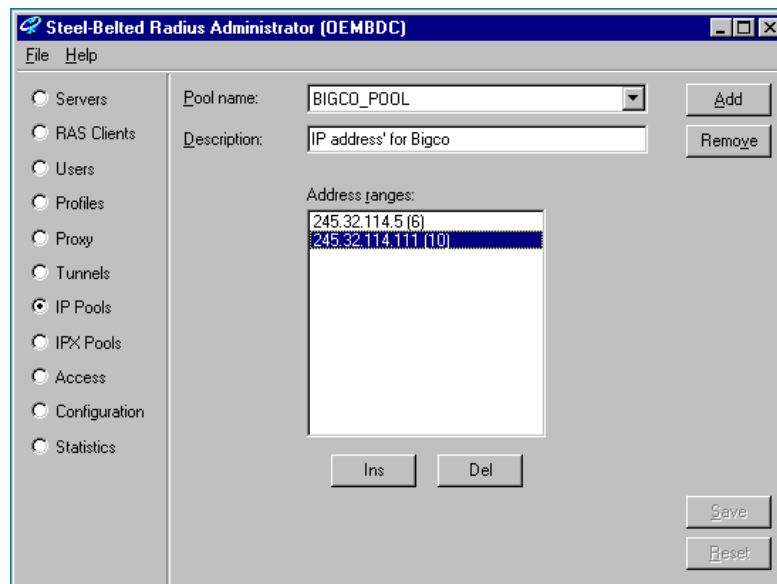 Steel-Belted Radius Administrator (OEMBDC)
File Help
Servers
RAS Clients
Users
Profiles
Proxy
Tunnels
IP Pools
IPX Pools
Access
Configuration
Statistics
Pool name: BIGCO_POOL
Description: IP address' for Bigco
Address ranges:
245.32.114.5 (6)
245.32.114.111 (10)
Ins Del
Add
Remove
Save
Reset